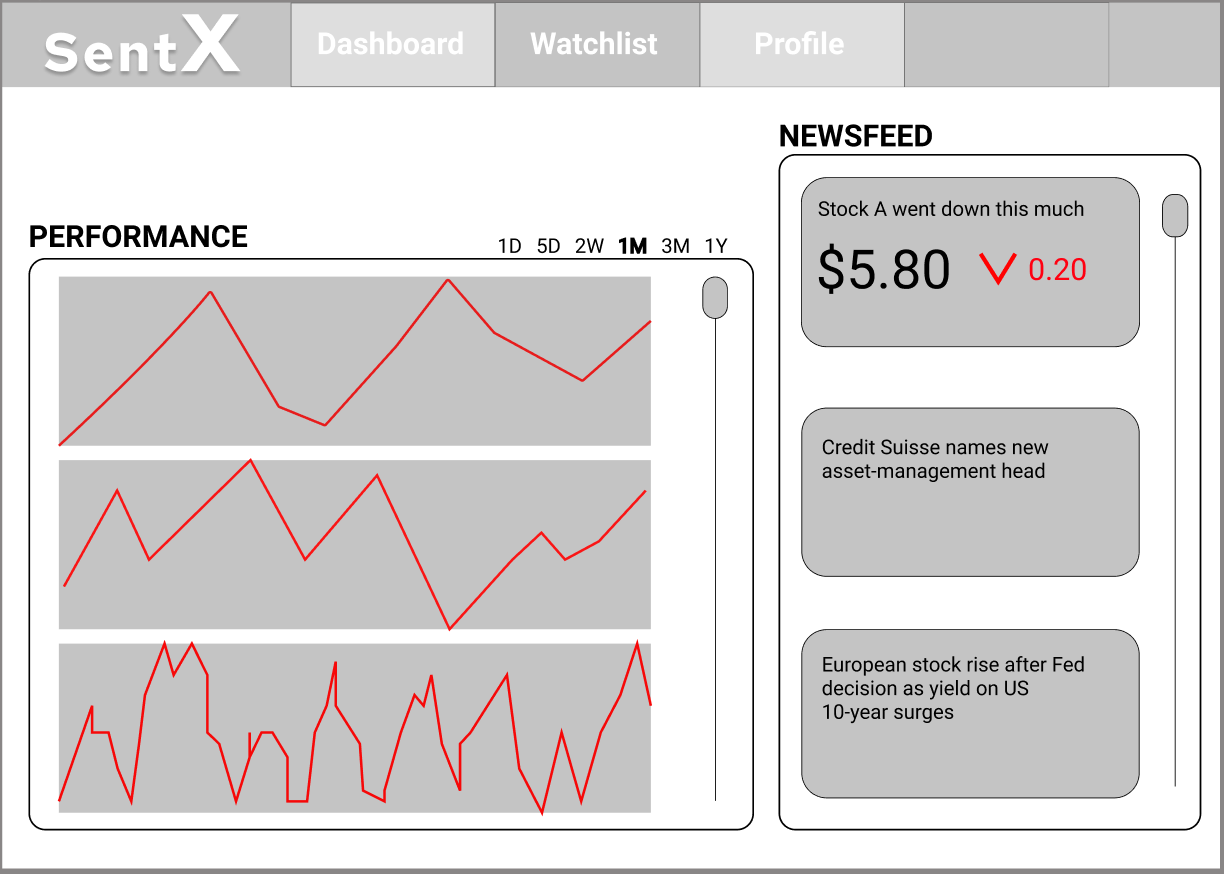 SentX
Dashboard
Watchlist
Profile
NEWSFEED
Stock A went down this much
$5.80
0.20
Credit Suisse names new
asset-management head
European stock rise after Fed
decision as yield on US
10-year surges
PERFORMANCE
1D 5D 2W 1M 3M 1Y